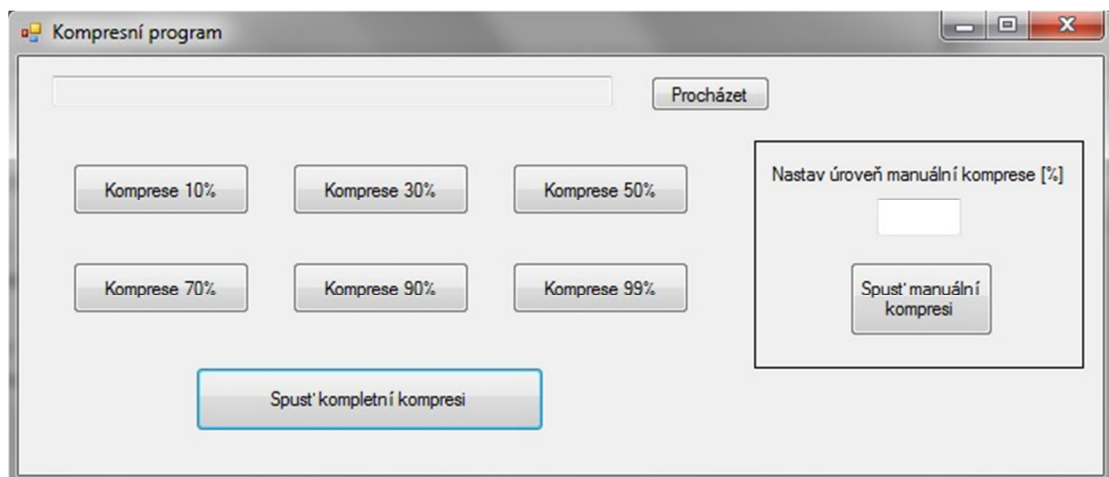 Kompresní program
Procházet
Komprese 10%
Komprese 30%
Komprese 50%
Nastav úroveň manuální komprese [%]
Komprese 70%
Komprese 90%
Komprese 99%
Spusť manuální
kompresi
Spusť kompletní kompresi